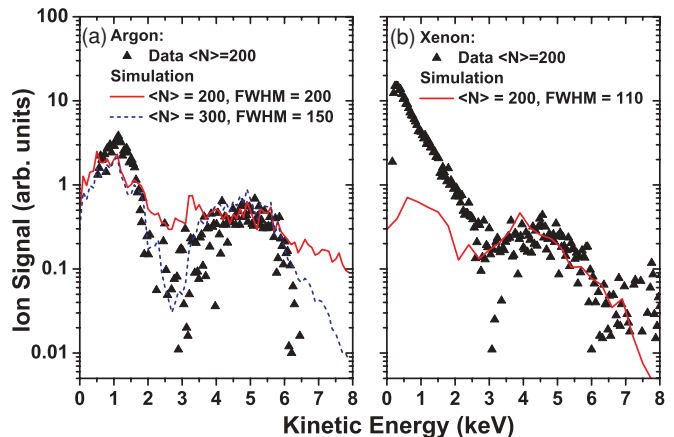 (a) Argon:
▲ Data <N>=200
Simulation
<N> = 200, FWHM = 200
<N> = 300, FWHM = 150
(b) Xenon:
▲ Data <N>=200
Simulation
<N> = 200, FWHM = 110
Ion Signal (arb. units)
100
10
1
0.1
0.01
0 1 2 3 4 5 6 7 8
0 1 2 3 4 5 6 7 8
Kinetic Energy (keV)